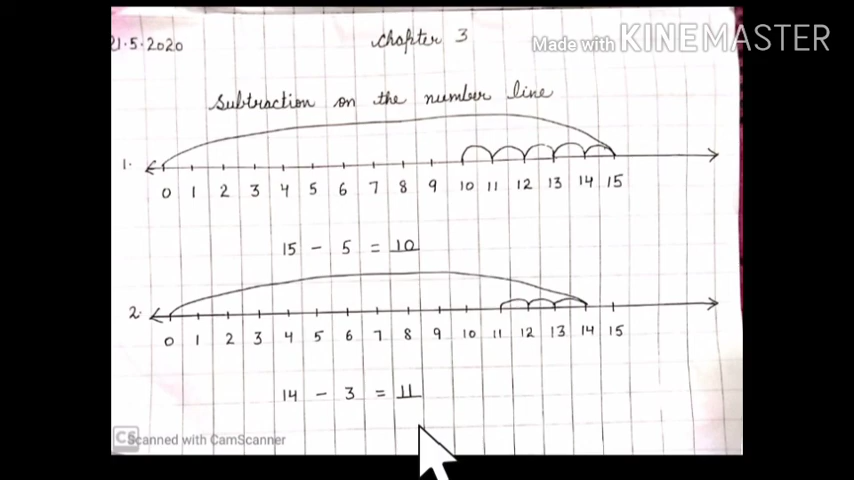 21.5.2020
chapter 3
Made with KINEMASTER
subtraction on the number line
1.
0 1 2 3 4 5 6 7 8 9 10 11 12 13 14 15
15 - 5 = 10
2.
0 1 2 3 4 5 6 7 8 9 10 11 12 13 14 15
14 - 3 = 11
CS Scanned with CamScanner